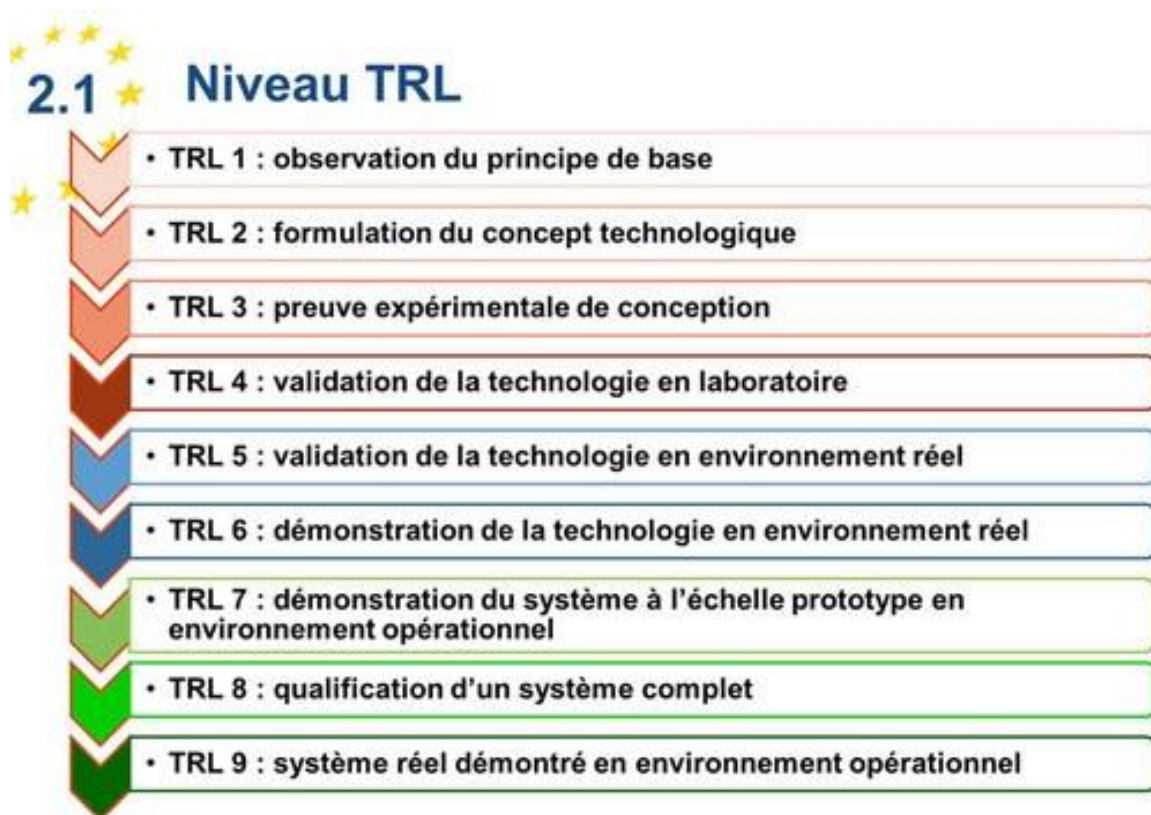 2.1 Niveau TRL
• TRL 1 : observation du principe de base
• TRL 2 : formulation du concept technologique
• TRL 3 : preuve expérimentale de conception
• TRL 4 : validation de la technologie en laboratoire
• TRL 5 : validation de la technologie en environnement réel
• TRL 6 : démonstration de la technologie en environnement réel
• TRL 7 : démonstration du système à l’échelle prototype en
environnement opérationnel
• TRL 8 : qualification d’un système complet
• TRL 9 : système réel démontré en environnement opérationnel